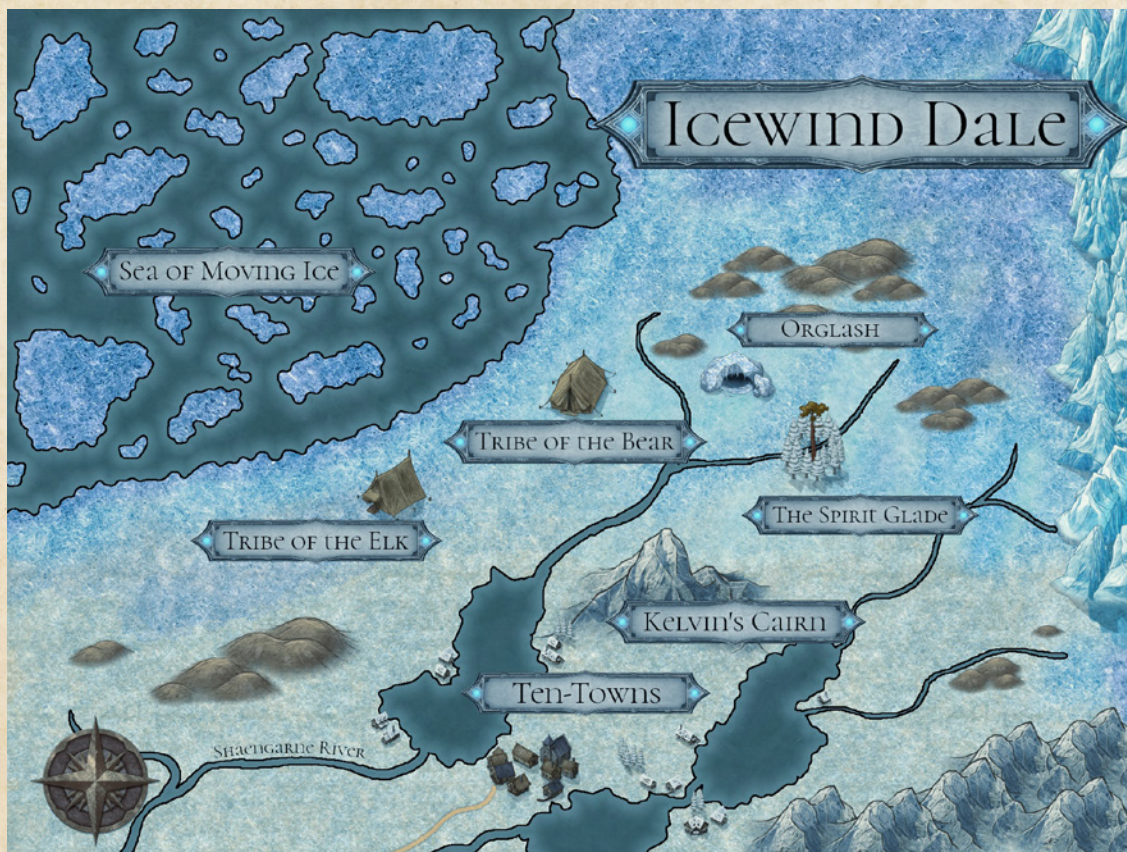 Icewind Dale
Sea of Moving Ice
Orglash
Tribe of the Bear
The Spirit Glade
Tribe of the Elk
Kelvin's Cairn
Ten-Towns
Shaengarne River